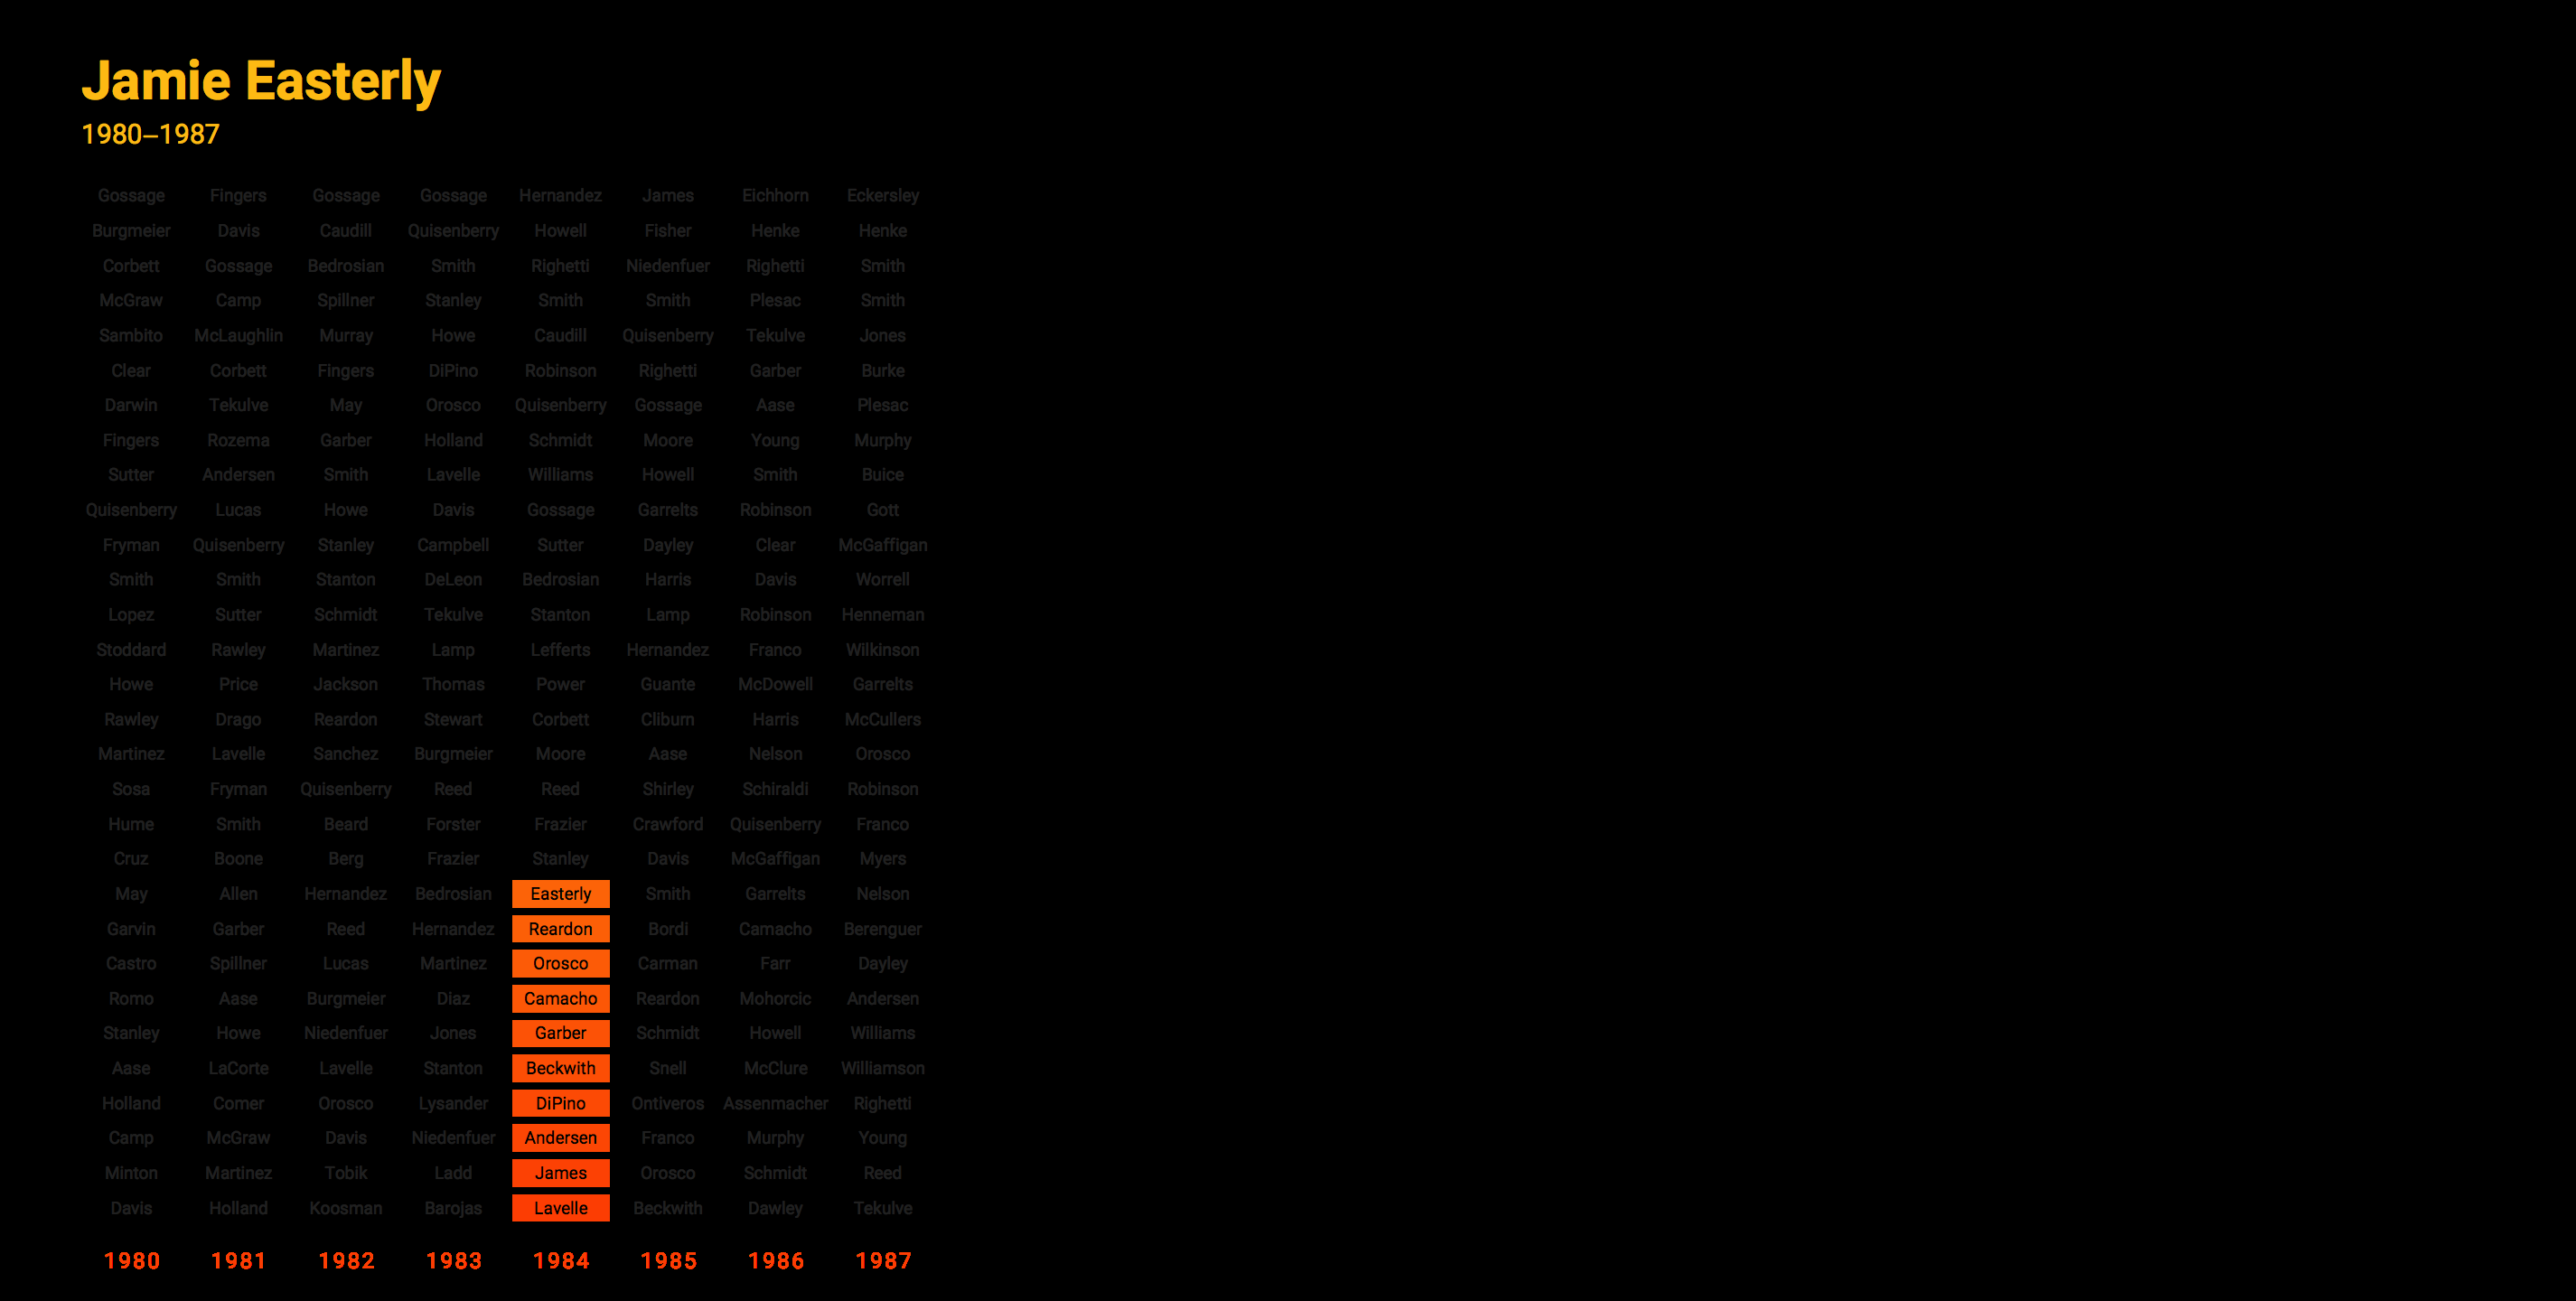 Jamie Easterly
1980–1987
Gossage Fingers Gossage Gossage Hernandez James Eichhorn Eckersley
Burgmeier Davis Caudill Quisenberry Howell Fisher Henke Henke
Corbett Gossage Bedrosian Smith Righetti Niedenfuer Righetti Smith
McGraw Camp Spillner Stanley Smith Smith Plesac Smith
Sambito McLaughlin Murray Howe Caudill Quisenberry Tekulve Jones
Clear Corbett Fingers DiPino Robinson Righetti Garber Burke
Darwin Tekulve May Orosco Quisenberry Gossage Aase Plesac
Fingers Rozema Garber Holland Schmidt Moore Young Murphy
Sutter Andersen Smith Lavelle Williams Howell Smith Buice
Quisenberry Lucas Howe Davis Gossage Garrelts Robinson Gott
Fryman Quisenberry Stanley Campbell Sutter Dayley Clear McGaffigan
Smith Smith Stanton DeLeon Bedrosian Harris Davis Worrell
Lopez Sutter Schmidt Tekulve Stanton Lamp Robinson Henneman
Stoddard Rawley Martinez Lamp Lefferts Hernandez Franco Wilkinson
Howe Price Jackson Thomas Power Guante McDowell Garrelts
Rawley Drago Reardon Stewart Corbett Cliburn Harris McCullers
Martinez Lavelle Sanchez Burgmeier Moore Aase Nelson Orosco
Sosa Fryman Quisenberry Reed Reed Shirley Schiraldi Robinson
Hume Smith Beard Forster Frazier Crawford Quisenberry Franco
Cruz Boone Berg Frazier Stanley Davis McGaffigan Myers
May Allen Hernandez Bedrosian Easterly Smith Garrelts Nelson
Garvin Garber Reed Hernandez Reardon Bordi Camacho Berenguer
Castro Spillner Lucas Martinez Orosco Carman Farr Dayley
Romo Aase Burgmeier Diaz Camacho Reardon Mohorcic Andersen
Stanley Howe Niedenfuer Jones Garber Schmidt Howell Williams
Aase LaCorte Lavelle Stanton Beckwith Snell McClure Williamson
Holland Comer Orosco Lysander DiPino Ontiveros Assenmacher Righetti
Camp McGraw Davis Niedenfuer Andersen Franco Murphy Young
Minton Martinez Tobik Ladd James Orosco Schmidt Reed
Davis Holland Koosman Barojas Lavelle Beckwith Dawley Tekulve
1980 1981 1982 1983 1984 1985 1986 1987